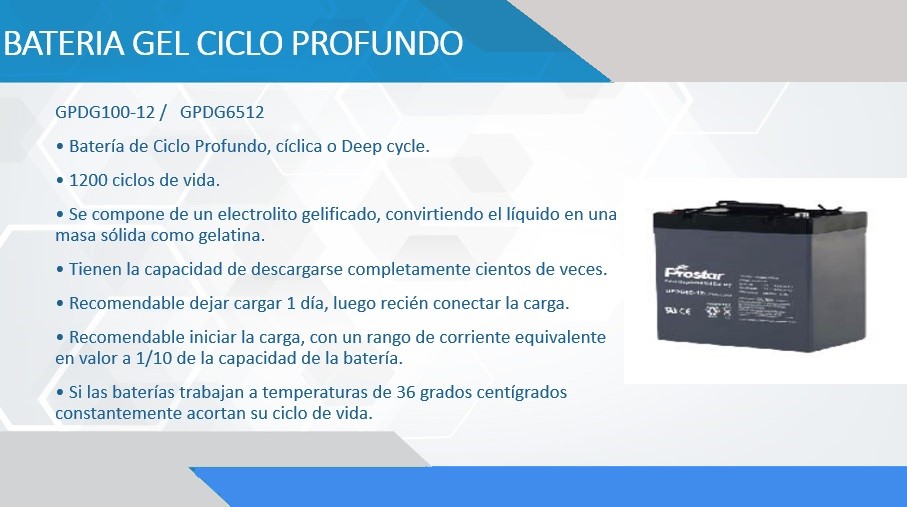 BATERIA GEL CICLO PROFUNDO
GPDG100-12 / GPDG6512
• Batería de Ciclo Profundo, cíclica o Deep cycle.
• 1200 ciclos de vida.
• Se compone de un electrolito gelificado, convirtiendo el líquido en una
masa sólida como gelatina.
• Tienen la capacidad de descargarse completamente cientos de veces.
• Recomendable dejar cargar 1 día, luego recién conectar la carga.
• Recomendable iniciar la carga, con un rango de corriente equivalente
en valor a 1/10 de la capacidad de la batería.
• Si las baterías trabajan a temperaturas de 36 grados centígrados
constantemente acortan su ciclo de vida.
Prostar